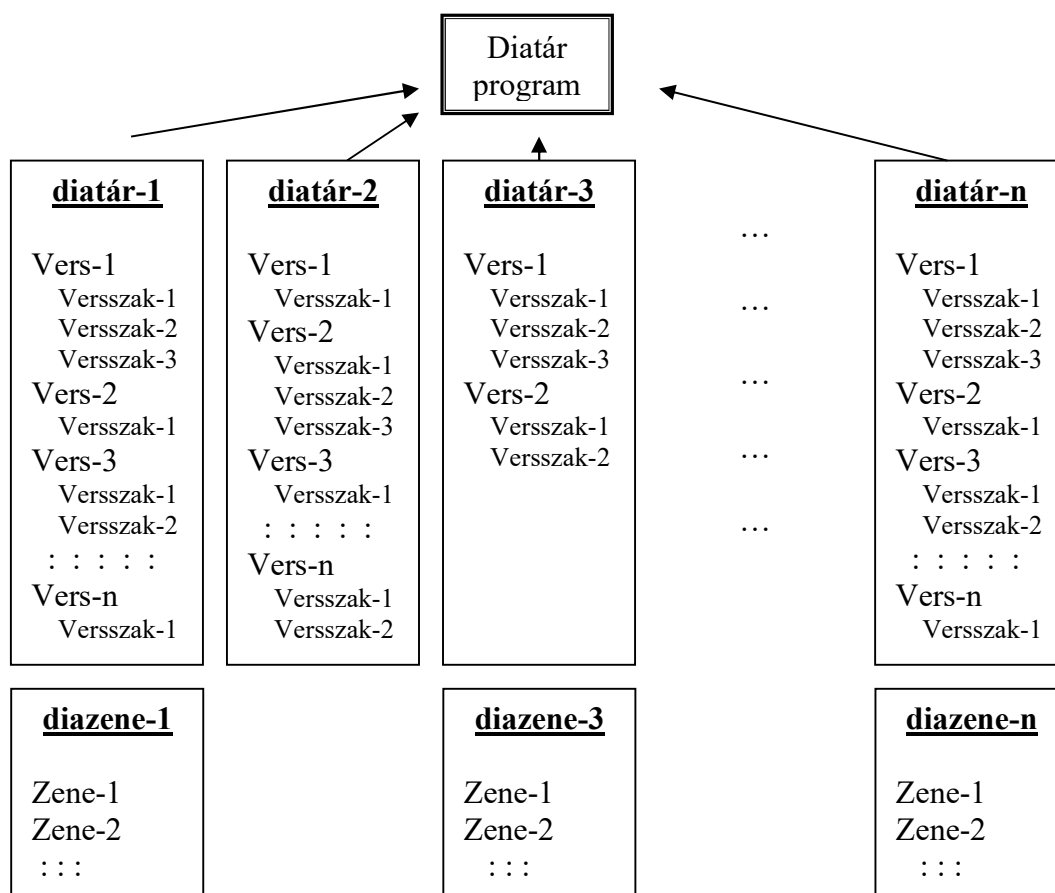 Diatár
program
diatár-1
Vers-1
Versszak-1
Versszak-2
Versszak-3
Vers-2
Versszak-1
Vers-3
Versszak-1
Versszak-2
: : : : :
Vers-n
Versszak-1
diatár-2
Vers-1
Versszak-1
Vers-2
Versszak-1
Versszak-2
Versszak-3
Vers-3
Versszak-1
: : : : :
Vers-n
Versszak-1
Versszak-2
diatár-3
Vers-1
Versszak-1
Versszak-2
Versszak-3
Vers-2
Versszak-1
Versszak-2
…
…
…
…
…
diatár-n
Vers-1
Versszak-1
Versszak-2
Versszak-3
Vers-2
Versszak-1
Vers-3
Versszak-1
Versszak-2
: : : : :
Vers-n
Versszak-1
diazene-1
Zene-1
Zene-2
: : :
diazene-3
Zene-1
Zene-2
: : :
diazene-n
Zene-1
Zene-2
: : :